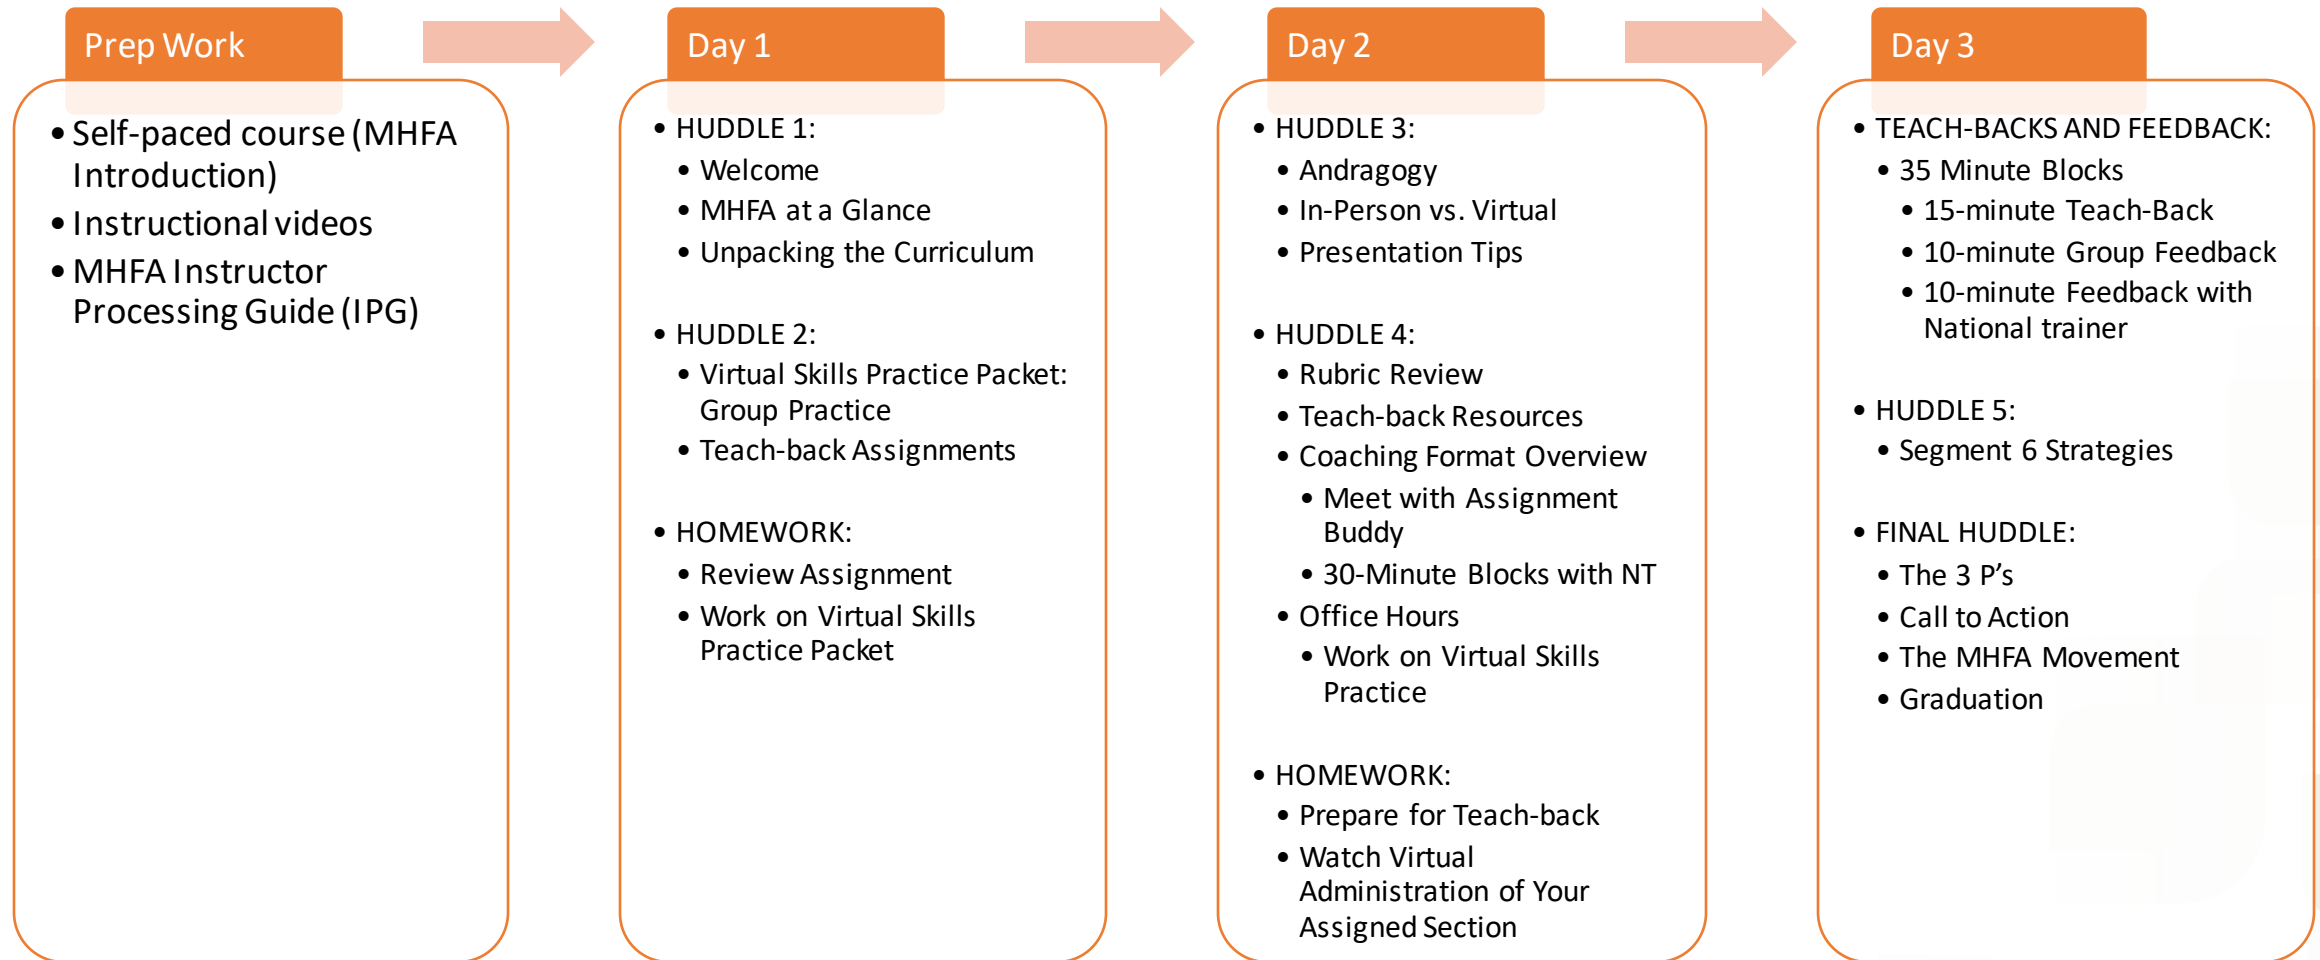 Prep Work
• Self-paced course (MHFA
Introduction)
• Instructional videos
• MHFA Instructor
Processing Guide (IPG)
Day 1
• HUDDLE 1:
• Welcome
• MHFA at a Glance
• Unpacking the Curriculum
• HUDDLE 2:
• Virtual Skills Practice Packet:
Group Practice
• Teach-back Assignments
• HOMEWORK:
• Review Assignment
• Work on Virtual Skills
Practice Packet
Day 2
• HUDDLE 3:
• Andragogy
• In-Person vs. Virtual
• Presentation Tips
• HUDDLE 4:
• Rubric Review
• Teach-back Resources
• Coaching Format Overview
• Meet with Assignment
Buddy
• 30-Minute Blocks with NT
• Office Hours
• Work on Virtual Skills
Practice
• HOMEWORK:
• Prepare for Teach-back
• Watch Virtual
Administration of Your
Assigned Section
Day 3
• TEACH-BACKS AND FEEDBACK:
• 35 Minute Blocks
• 15-minute Teach-Back
• 10-minute Group Feedback
• 10-minute Feedback with
National trainer
• HUDDLE 5:
• Segment 6 Strategies
• FINAL HUDDLE:
• The 3 P’s
• Call to Action
• The MHFA Movement
• Graduation